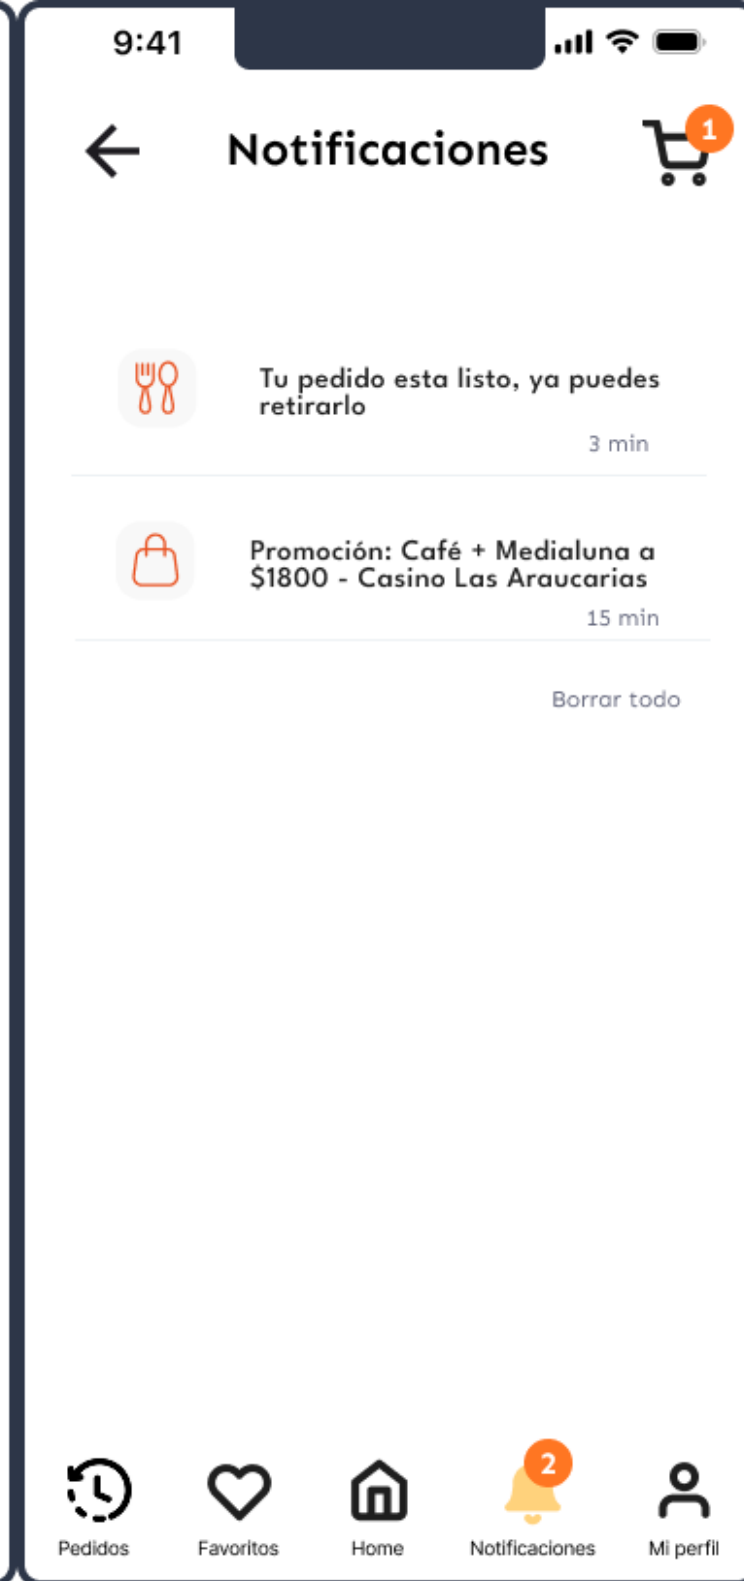 9:41
Notificaciones
1
Tu pedido esta listo, ya puedes
retirarlo
3 min
Promoción: Café + Medialuna a
$1800 - Casino Las Araucarias
15 min
Borrar todo
2
Pedidos
Favoritos
Home
Notificaciones
Mi perfil